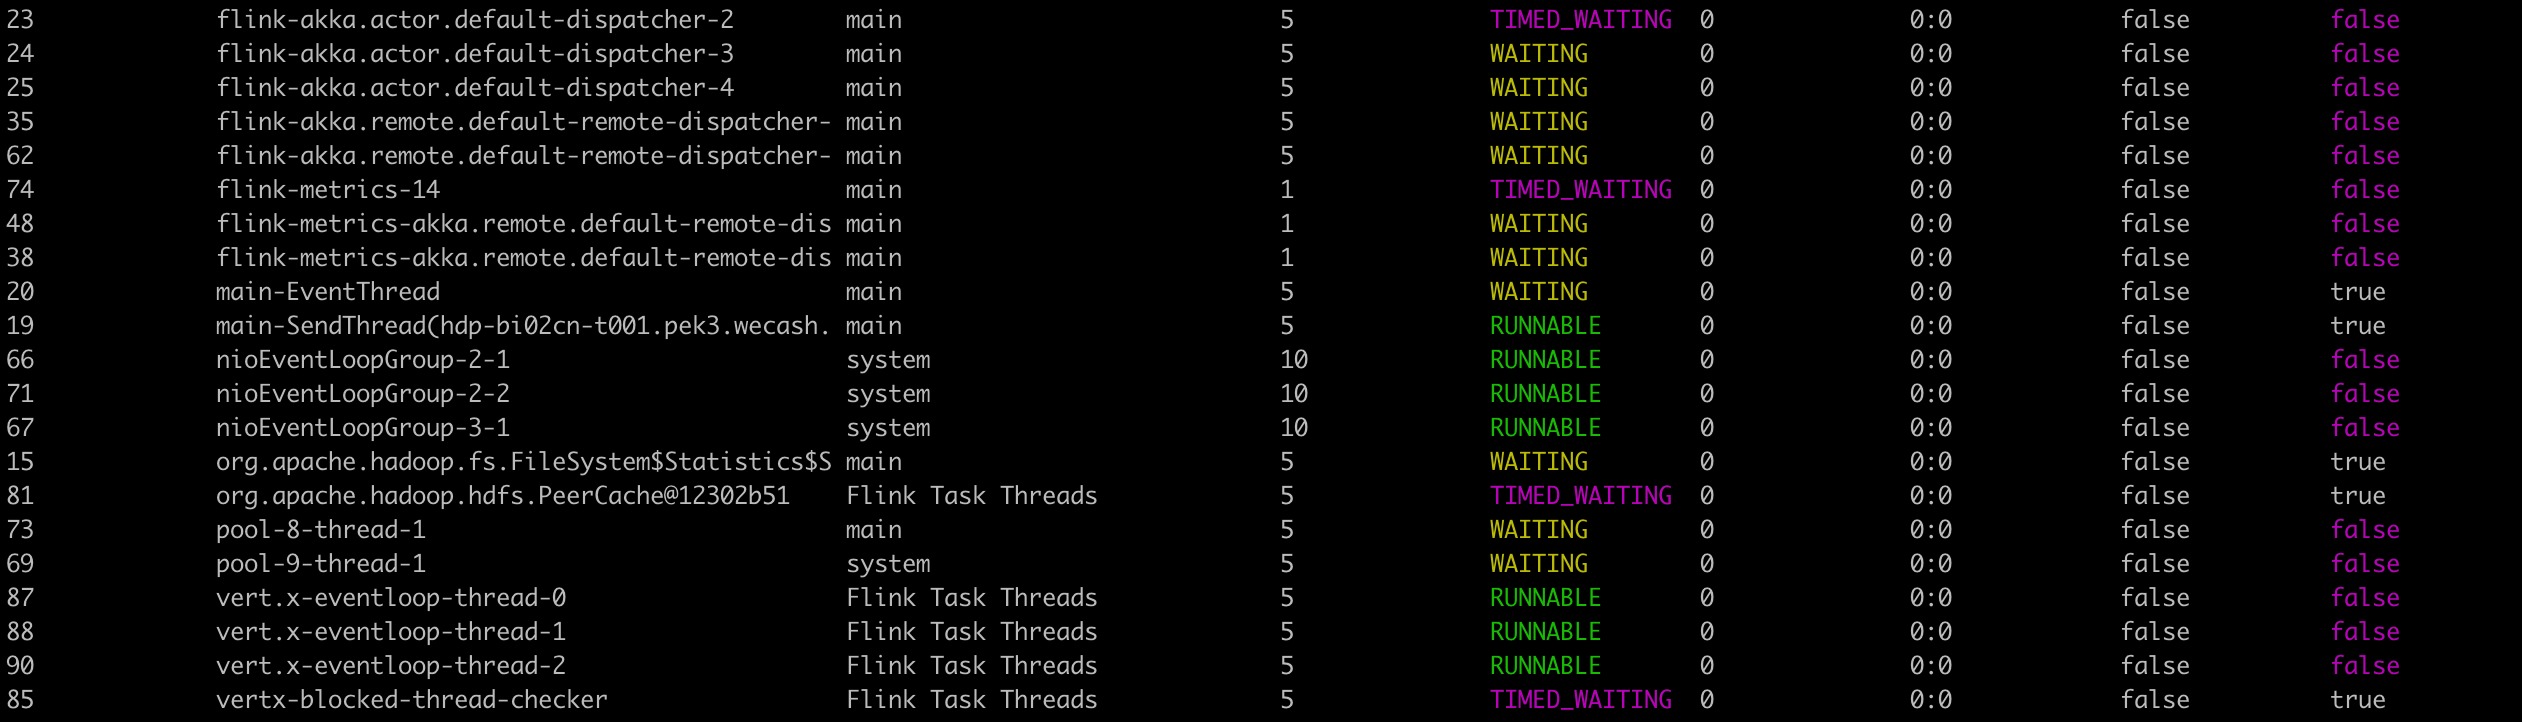 23 flink-akka.actor.default-dispatcher-2 main 5 TIMED_WAITING 0 0:0 false false
24 flink-akka.actor.default-dispatcher-3 main 5 WAITING 0 0:0 false false
25 flink-akka.actor.default-dispatcher-4 main 5 WAITING 0 0:0 false false
35 flink-akka.remote.default-remote-dispatcher- main 5 WAITING 0 0:0 false false
62 flink-akka.remote.default-remote-dispatcher- main 5 WAITING 0 0:0 false false
74 flink-metrics-14 main 1 TIMED_WAITING 0 0:0 false false
48 flink-metrics-akka.remote.default-remote-dis main 1 WAITING 0 0:0 false false
38 flink-metrics-akka.remote.default-remote-dis main 1 WAITING 0 0:0 false false
20 main-EventThread main 5 WAITING 0 0:0 false true
19 main-SendThread(hdp-bi02cn-t001.pek3.wecash. main 5 RUNNABLE 0 0:0 false true
66 nioEventLoopGroup-2-1 system 10 RUNNABLE 0 0:0 false false
71 nioEventLoopGroup-2-2 system 10 RUNNABLE 0 0:0 false false
67 nioEventLoopGroup-3-1 system 10 RUNNABLE 0 0:0 false false
15 org.apache.hadoop.fs.FileSystem$Statistics$S main 5 WAITING 0 0:0 false true
81 org.apache.hadoop.hdfs.PeerCache@12302b51 Flink Task Threads 5 TIMED_WAITING 0 0:0 false true
73 pool-8-thread-1 main 5 WAITING 0 0:0 false false
69 pool-9-thread-1 system 5 WAITING 0 0:0 false false
87 vert.x-eventloop-thread-0 Flink Task Threads 5 RUNNABLE 0 0:0 false false
88 vert.x-eventloop-thread-1 Flink Task Threads 5 RUNNABLE 0 0:0 false false
90 vert.x-eventloop-thread-2 Flink Task Threads 5 RUNNABLE 0 0:0 false false
85 vertx-blocked-thread-checker Flink Task Threads 5 TIMED_WAITING 0 0:0 false true